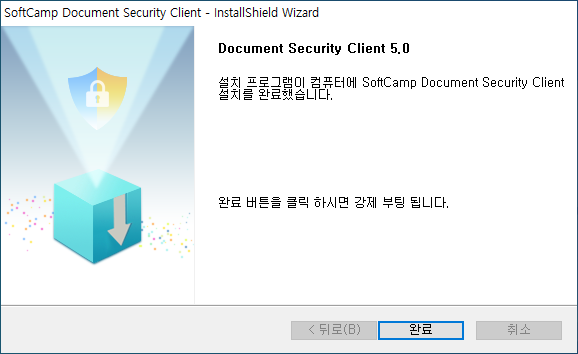 SoftCamp Document Security Client - InstallShield Wizard
Document Security Client 5.0
설치 프로그램이 컴퓨터에 SoftCamp Document Security Client
설치를 완료했습니다.
완료 버튼을 클릭 하시면 강제 부팅 됩니다.
< 뒤로(B)
완료
취소